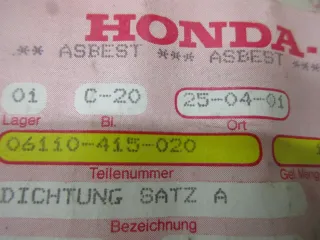 HONDA-
.** ASBEST *** ASBEST ***
01 C-20 25-04-01
Lager Bl. Ort
06110-415-020
Teilenummer
DICHTUNG SATZ A
Bezeichnung